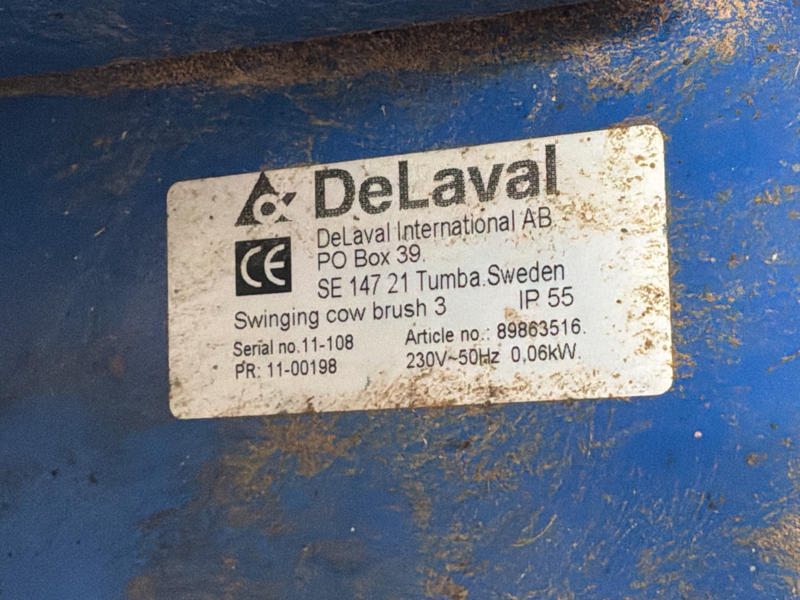 DeLaval
DeLaval International AB
PO Box 39.
SE 147 21 Tumba.Sweden
CE
Swinging cow brush 3 IP 55
Serial no.11-108 Article no.: 89863516.
PR: 11-00198 230V~50Hz 0,06kW.